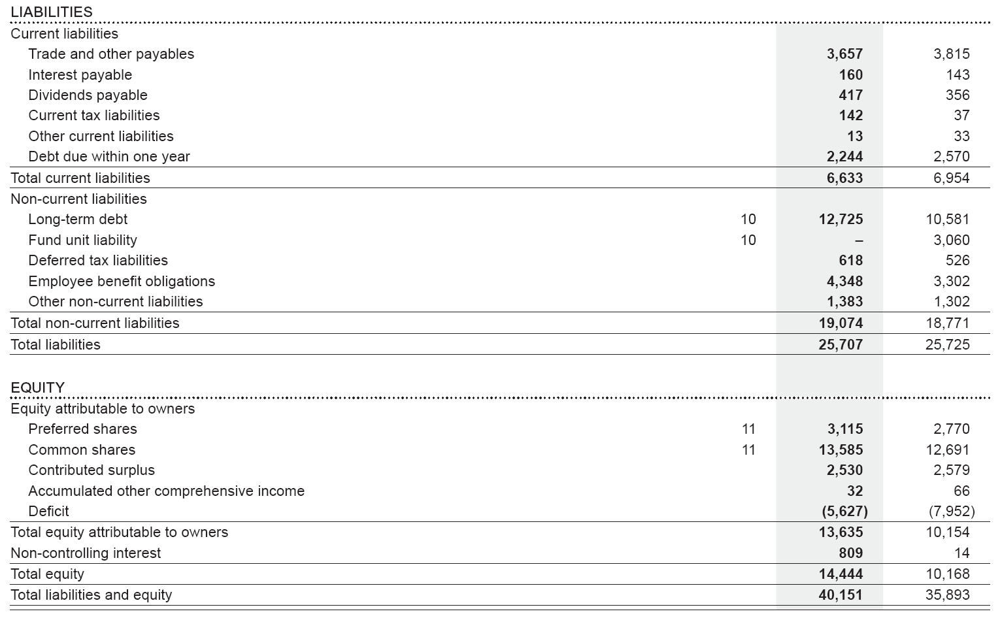 LIABILITIES
Current liabilities
Trade and other payables 3,657 3,815
Interest payable 160 143
Dividends payable 417 356
Current tax liabilities 142 37
Other current liabilities 13 33
Debt due within one year 2,244 2,570
Total current liabilities 6,633 6,954
Non-current liabilities
Long-term debt 10 12,725 10,581
Fund unit liability 10 – 3,060
Deferred tax liabilities 618 526
Employee benefit obligations 4,348 3,302
Other non-current liabilities 1,383 1,302
Total non-current liabilities 19,074 18,771
Total liabilities 25,707 25,725
EQUITY
Equity attributable to owners
Preferred shares 11 3,115 2,770
Common shares 11 13,585 12,691
Contributed surplus 2,530 2,579
Accumulated other comprehensive income 32 66
Deficit (5,627) (7,952)
Total equity attributable to owners 13,635 10,154
Non-controlling interest 809 14
Total equity 14,444 10,168
Total liabilities and equity 40,151 35,893